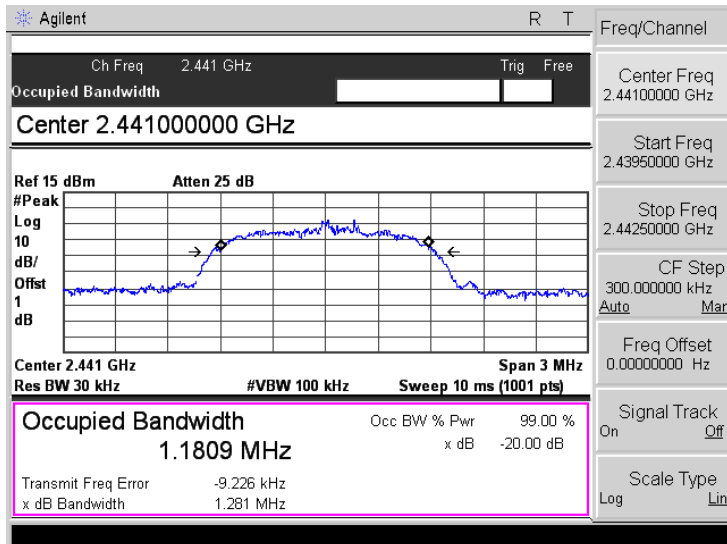 Agilent
R T
Ch Freq 2.441 GHz
Trig Free
Occupied Bandwidth
Center 2.441000000 GHz
Ref 15 dBm
Atten 25 dB
#Peak
Log
10
dB/
Offst
1
dB
Center 2.441 GHz
Span 3 MHz
Res BW 30 kHz
#VBW 100 kHz
Sweep 10 ms (1001 pts)
Occupied Bandwidth
1.1809 MHz
Occ BW % Pwr 99.00 %
x dB -20.00 dB
Transmit Freq Error -9.226 kHz
x dB Bandwidth 1.281 MHz
Freq/Channel
Center Freq
2.44100000 GHz
Start Freq
2.43950000 GHz
Stop Freq
2.44250000 GHz
CF Step
300.000000 kHz
Auto Man
Freq Offset
0.00000000 Hz
Signal Track
On Off
Scale Type
Log Lin